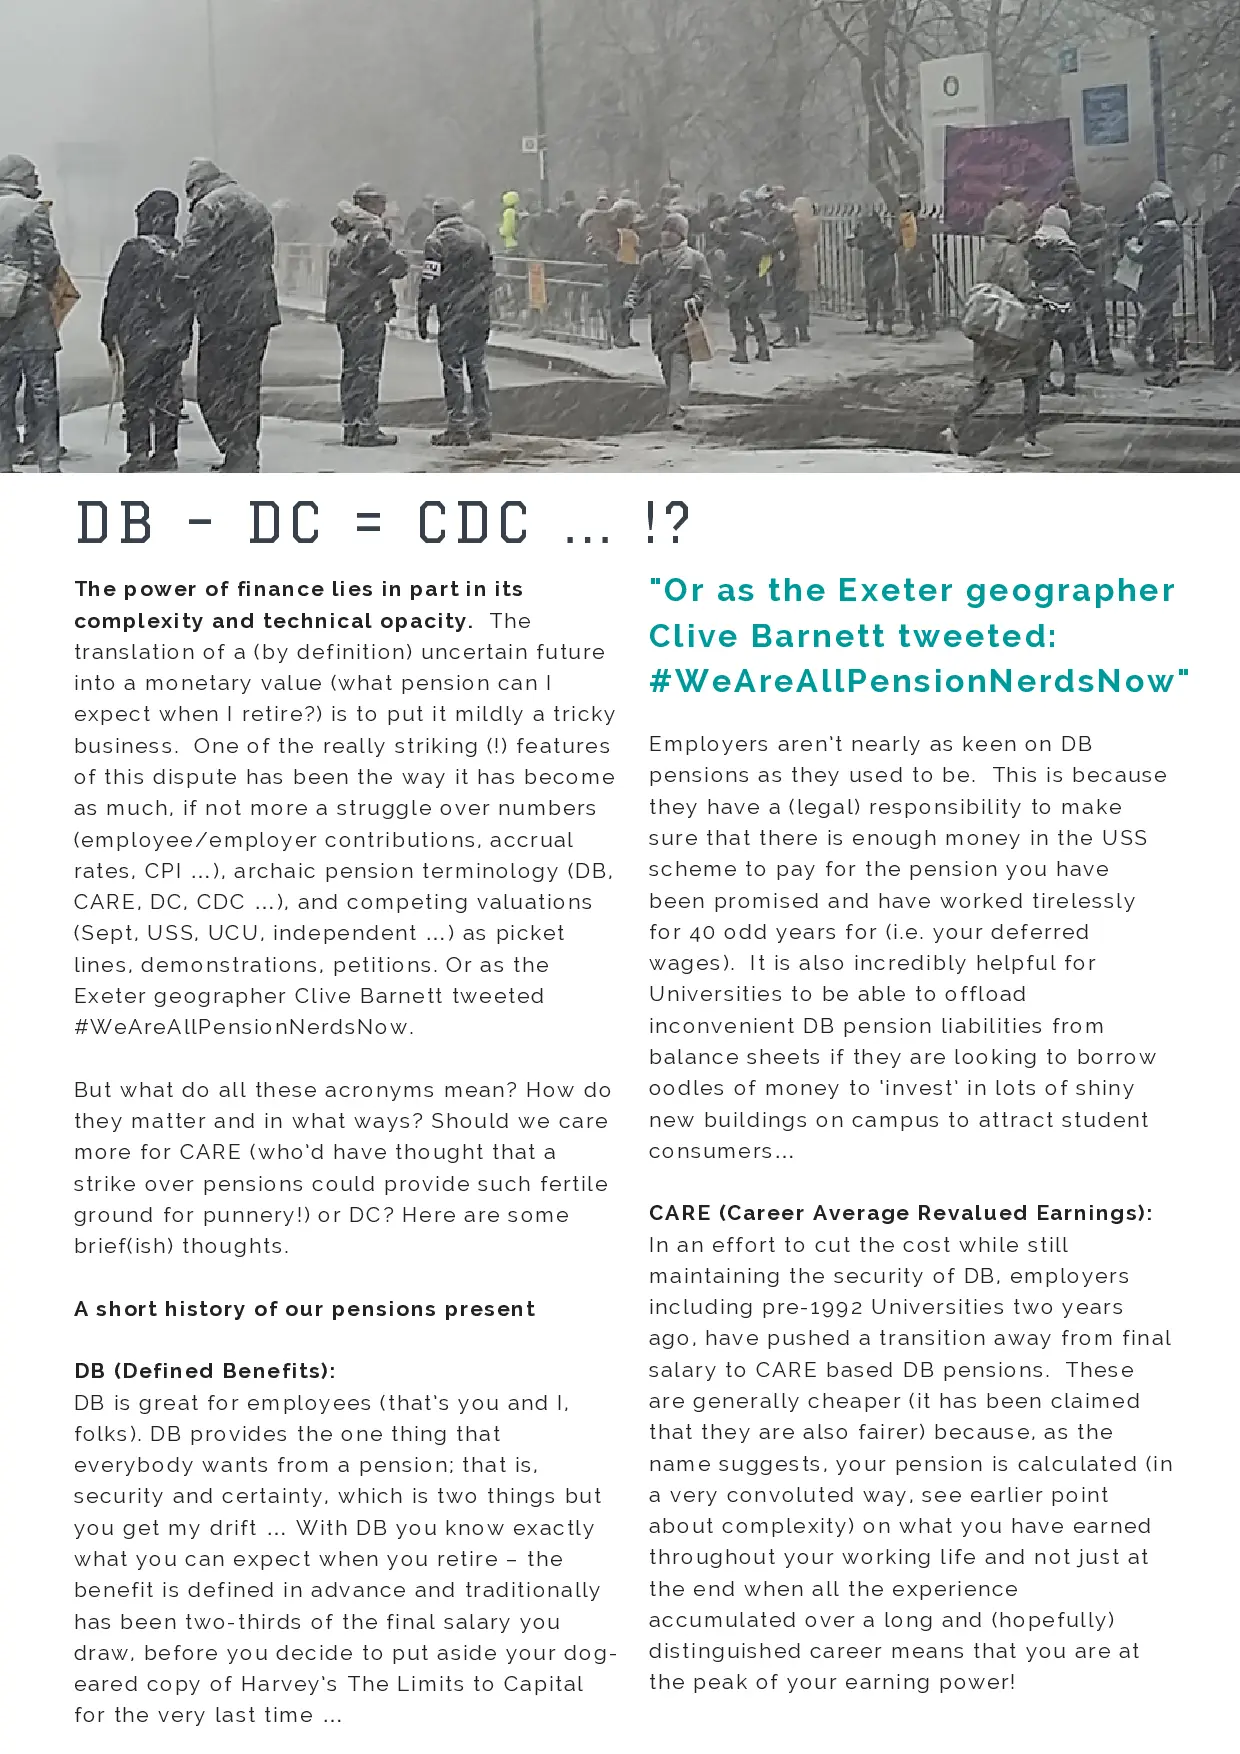 DB - DC = CDC ... !?
The power of finance lies in part in its
complexity and technical opacity.  The
translation of a (by definition) uncertain future
into a monetary value (what pension can I
expect when I retire?) is to put it mildly a tricky
business.  One of the really striking (!) features
of this dispute has been the way it has become
as much, if not more a struggle over numbers
(employee/employer contributions, accrual
rates, CPI …), archaic pension terminology (DB,
CARE, DC, CDC …), and competing valuations
(Sept, USS, UCU, independent …) as picket
lines, demonstrations, petitions. Or as the
Exeter geographer Clive Barnett tweeted
#WeAreAllPensionNerdsNow.
But what do all these acronyms mean? How do
they matter and in what ways? Should we care
more for CARE (who’d have thought that a
strike over pensions could provide such fertile
ground for punnery!) or DC? Here are some
brief(ish) thoughts.
A short history of our pensions present
DB (Defined Benefits):
DB is great for employees (that’s you and I,
folks). DB provides the one thing that
everybody wants from a pension; that is,
security and certainty, which is two things but
you get my drift … With DB you know exactly
what you can expect when you retire – the
benefit is defined in advance and traditionally
has been two-thirds of the final salary you
draw, before you decide to put aside your dog-
eared copy of Harvey’s The Limits to Capital
for the very last time …
"Or as the Exeter geographer
Clive Barnett tweeted:
#WeAreAllPensionNerdsNow"
Employers aren’t nearly as keen on DB
pensions as they used to be.  This is because
they have a (legal) responsibility to make
sure that there is enough money in the USS
scheme to pay for the pension you have
been promised and have worked tirelessly
for 40 odd years for (i.e. your deferred
wages).  It is also incredibly helpful for
Universities to be able to offload
inconvenient DB pension liabilities from
balance sheets if they are looking to borrow
oodles of money to ‘invest’ in lots of shiny
new buildings on campus to attract student
consumers…
CARE (Career Average Revalued Earnings):
In an effort to cut the cost while still
maintaining the security of DB, employers
including pre-1992 Universities two years
ago, have pushed a transition away from final
salary to CARE based DB pensions.  These
are generally cheaper (it has been claimed
that they are also fairer) because, as the
name suggests, your pension is calculated (in
a very convoluted way, see earlier point
about complexity) on what you have earned
throughout your working life and not just at
the end when all the experience
accumulated over a long and (hopefully)
distinguished career means that you are at
the peak of your earning power!